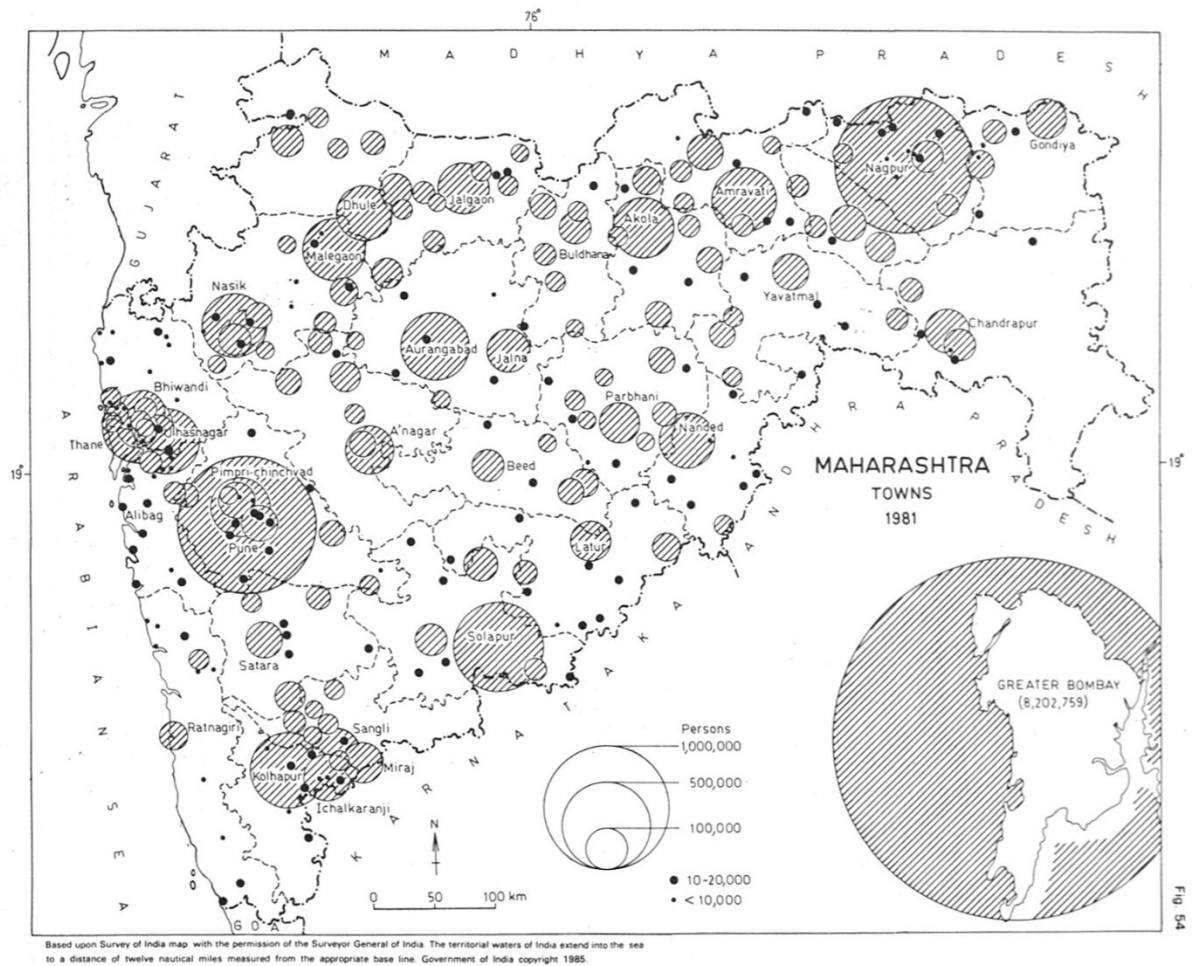 76°
MADHYA PRADESH
GUJARAT
Gondiya
Nagpur
Amravati
Jalgaon
Dhule
Akola
Malegaon
Buldhana
Yavatmal
Nasik
Chandrapur
Aurangabad
Jalna
Bhiwandi
Parbhani
Thane
Ulhasnagar
A'nagar
Nanded
19°
Pimpri-chinchvad
Beed
MAHARASHTRA
TOWNS
1981
19°
ANDHRA PRADESH
Alibag
Pune
Latur
ARABIAN SEA
Satara
Solapur
KARNATAKA
GREATER BOMBAY
(8,202,759)
Ratnagiri
Sangli
Kolhapur
Miraj
Ichalkaranji
Persons
1,000,000
500,000
100,000
N
10-20,000
< 10,000
0 50 100 km
GOA
Fig. 54
Based upon Survey of India map with the permission of the Surveyor General of India. The territorial waters of India extend into the sea
to a distance of twelve nautical miles measured from the appropriate base line. Government of India copyright 1985.